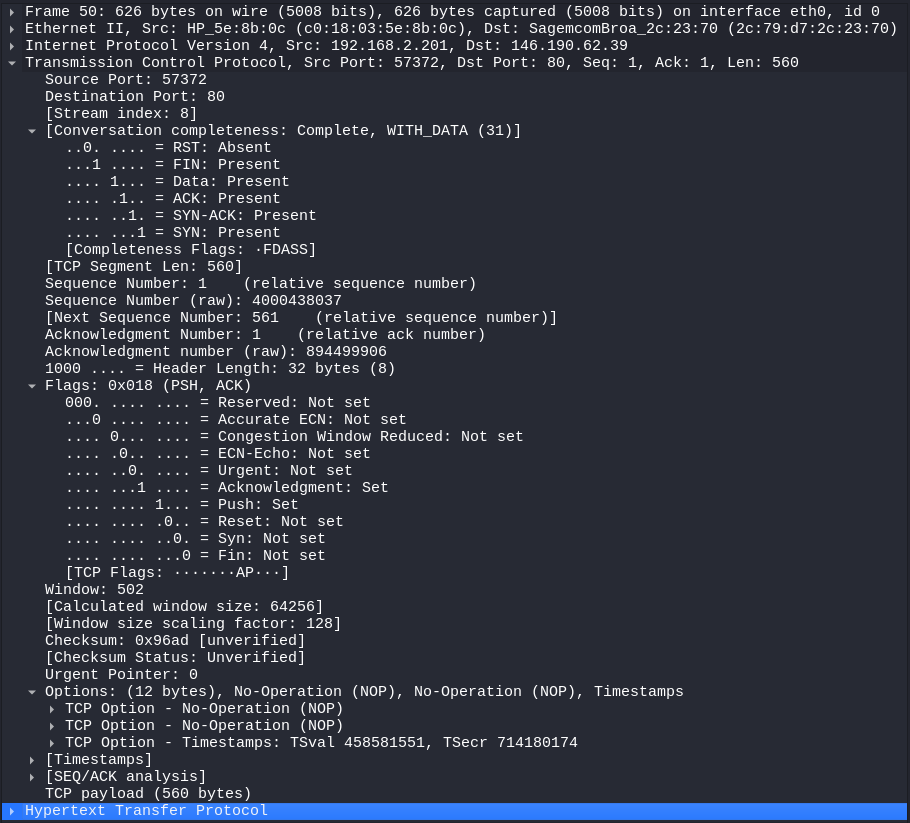 Frame 50: 626 bytes on wire (5008 bits), 626 bytes captured (5008 bits) on interface eth0, id 0
Ethernet II, Src: HP_5e:8b:0c (c0:18:03:5e:8b:0c), Dst: SagemcomBroa_2c:23:70 (2c:79:d7:2c:23:70)
Internet Protocol Version 4, Src: 192.168.2.201, Dst: 146.190.62.39
Transmission Control Protocol, Src Port: 57372, Dst Port: 80, Seq: 1, Ack: 1, Len: 560
Source Port: 57372
Destination Port: 80
[Stream index: 8]
[Conversation completeness: Complete, WITH_DATA (31)]
..0. .... = RST: Absent
...1 .... = FIN: Present
.... 1... = Data: Present
.... .1.. = ACK: Present
.... ..1. = SYN-ACK: Present
.... ...1 = SYN: Present
[Completeness Flags: ·FDASS]
[TCP Segment Len: 560]
Sequence Number: 1    (relative sequence number)
Sequence Number (raw): 4000438037
[Next Sequence Number: 561    (relative sequence number)]
Acknowledgment Number: 1    (relative ack number)
Acknowledgment number (raw): 894499906
1000 .... = Header Length: 32 bytes (8)
Flags: 0x018 (PSH, ACK)
000. .... .... = Reserved: Not set
...0 .... .... = Accurate ECN: Not set
.... 0... .... = Congestion Window Reduced: Not set
.... .0.. .... = ECN-Echo: Not set
.... ..0. .... = Urgent: Not set
.... ...1 .... = Acknowledgment: Set
.... .... 1... = Push: Set
.... .... .0.. = Reset: Not set
.... .... ..0. = Syn: Not set
.... .... ...0 = Fin: Not set
[TCP Flags: ·······AP···]
Window: 502
[Calculated window size: 64256]
[Window size scaling factor: 128]
Checksum: 0x96ad [unverified]
[Checksum Status: Unverified]
Urgent Pointer: 0
Options: (12 bytes), No-Operation (NOP), No-Operation (NOP), Timestamps
TCP Option - No-Operation (NOP)
TCP Option - No-Operation (NOP)
TCP Option - Timestamps: TSval 458581551, TSecr 714180174
[Timestamps]
[SEQ/ACK analysis]
TCP payload (560 bytes)
Hypertext Transfer Protocol